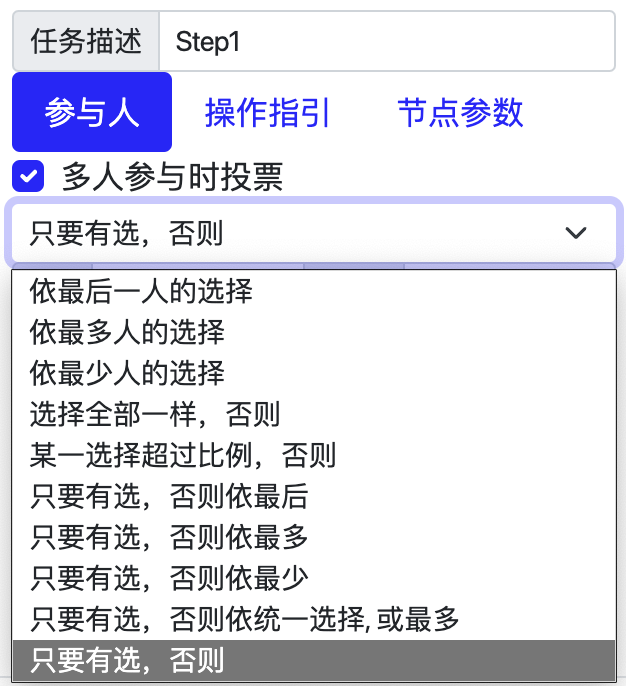 任务描述 Step1
参与人 操作指引 节点参数
多人参与时投票
只要有选，否则
依最后一人的选择
依最多人的选择
依最少人的选择
选择全部一样，否则
某一选择超过比例，否则
只要有选，否则依最后
只要有选，否则依最多
只要有选，否则依最少
只要有选，否则依统一选择, 或最多
只要有选，否则